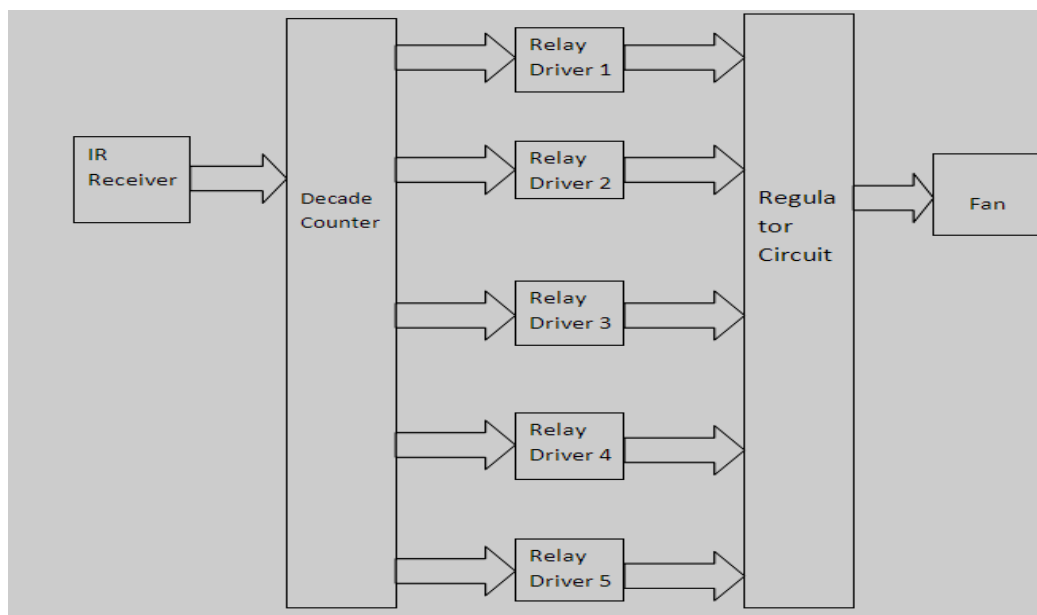 IR
Receiver
Decade
Counter
Relay
Driver 1
Relay
Driver 2
Relay
Driver 3
Relay
Driver 4
Relay
Driver 5
Regula
tor
Circuit
Fan